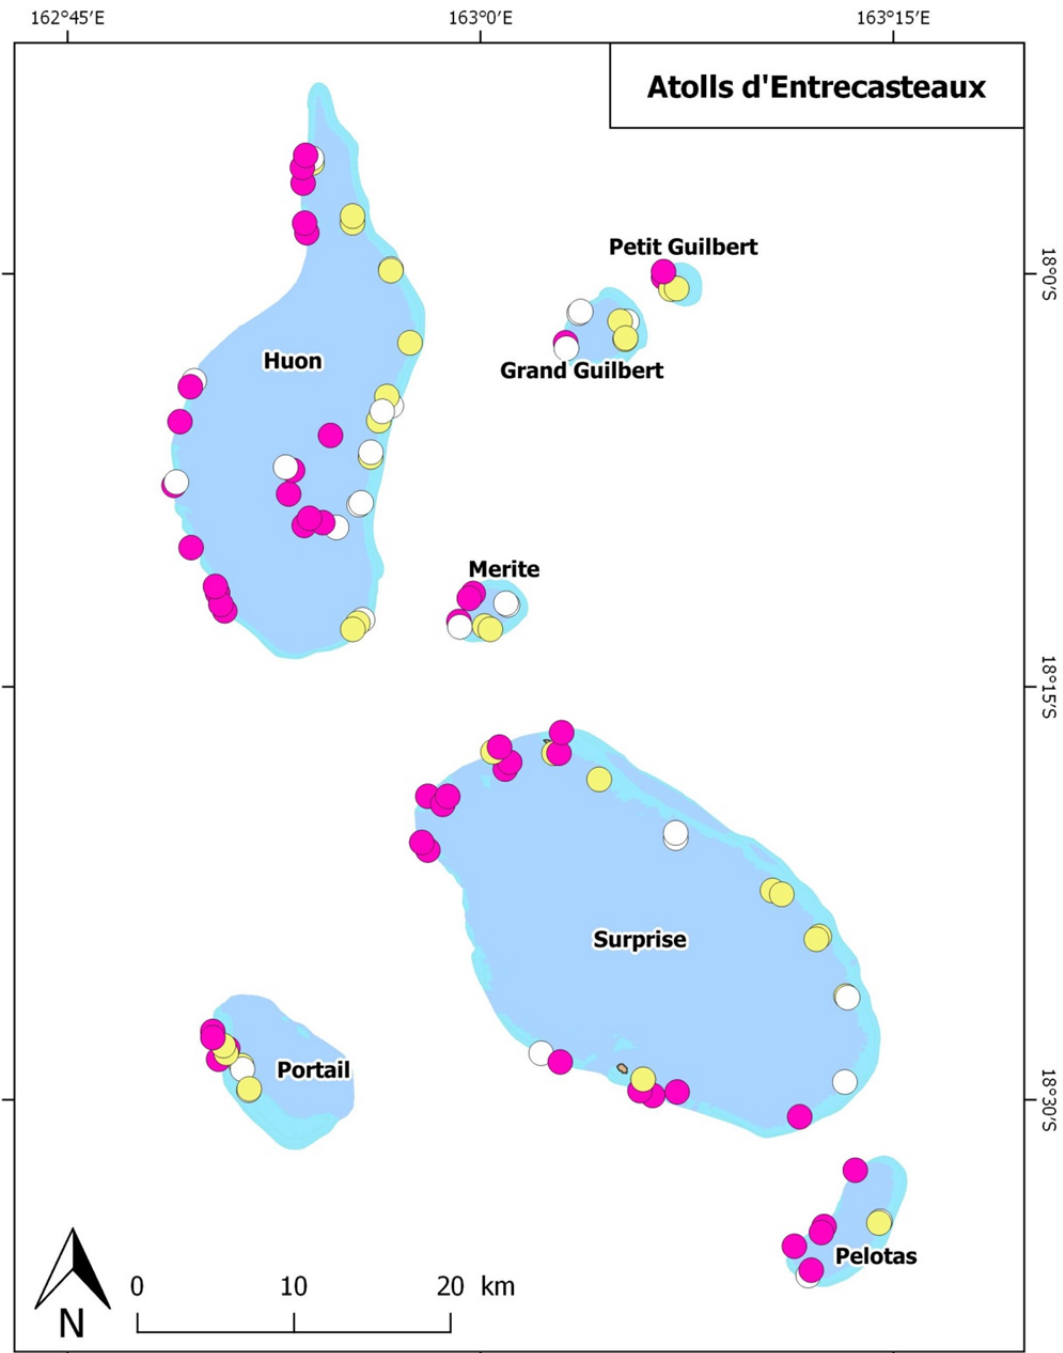 162°45'E 163°0'E 163°15'E
Atolls d'Entrecasteaux
Petit Guilbert
18°0'S
Huon
Grand Guilbert
Merite
18°15'S
Surprise
Portail
18°30'S
Pelotas
0 10 20 km
N